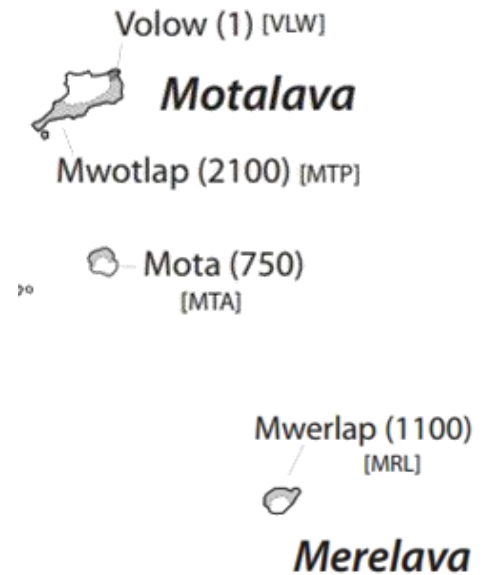 Volow (1) [VLW]
Motalava
Mwotlap (2100) [MTP]
Mota (750)
[MTA]
Mwerlap (1100)
[MRL]
Merelava